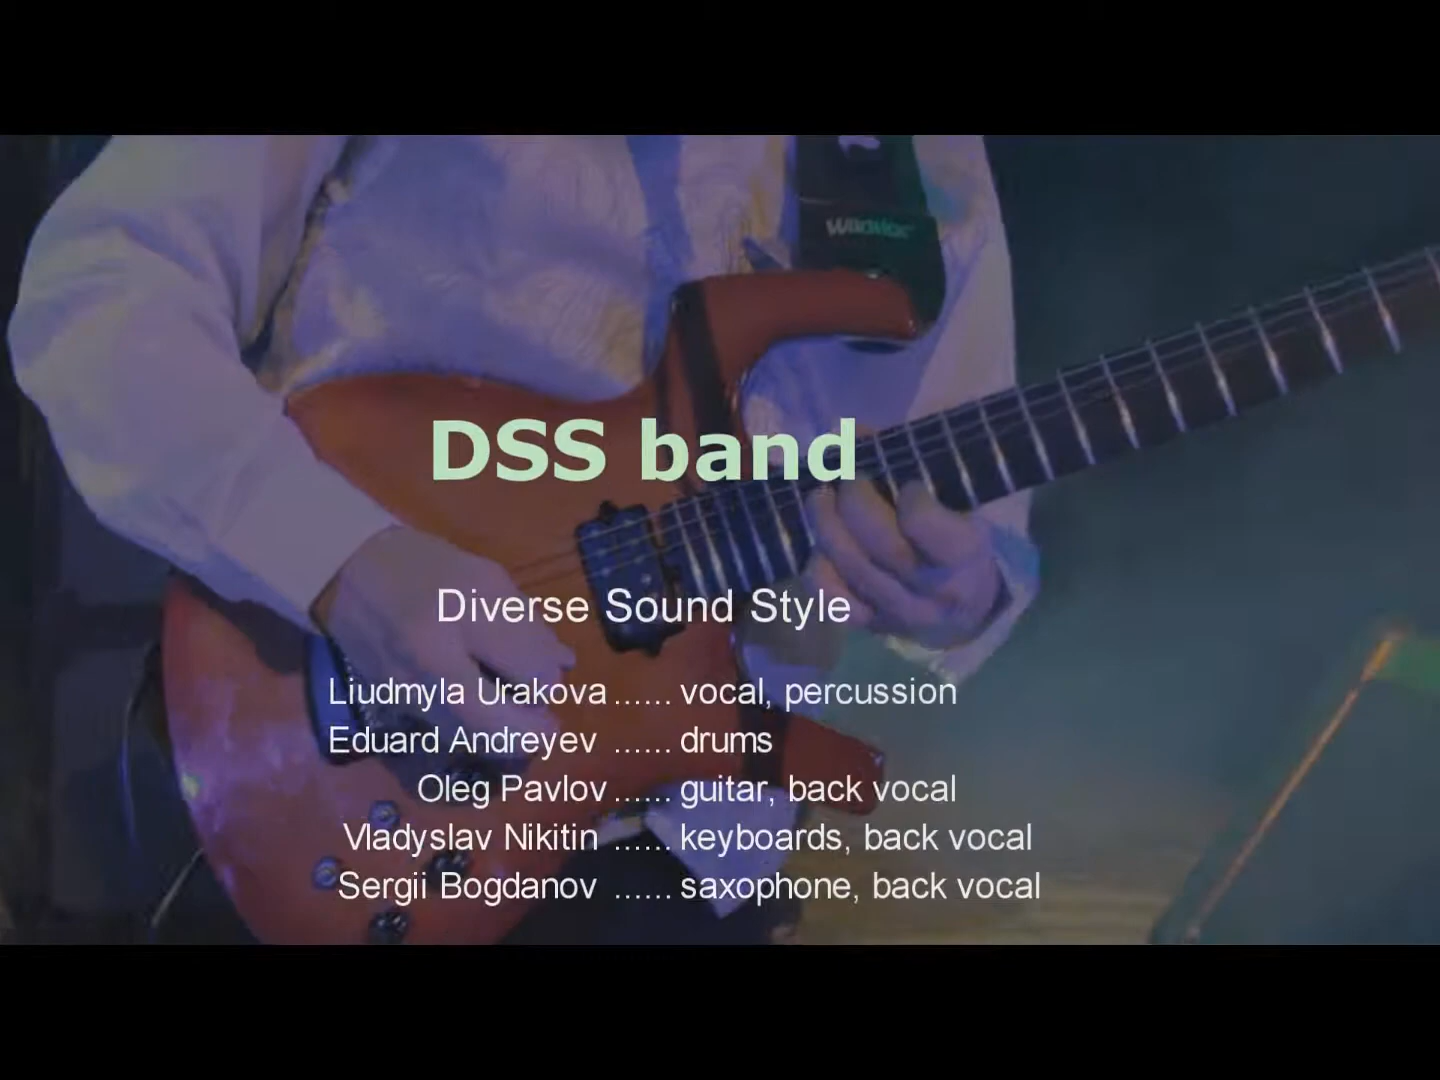 DSS band
Diverse Sound Style
Liudmyla Urakova ...... vocal, percussion
Eduard Andreyev ...... drums
Oleg Pavlov ...... guitar, back vocal
Vladyslav Nikitin ...... keyboards, back vocal
Sergii Bogdanov ...... saxophone, back vocal